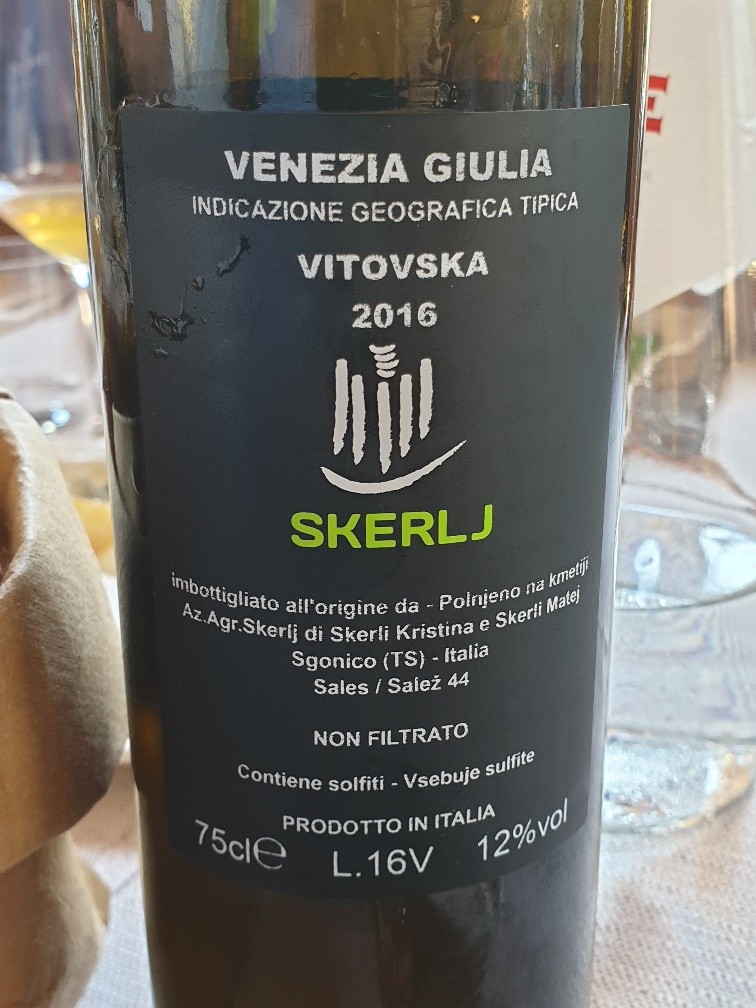 VENEZIA GIULIA
INDICAZIONE GEOGRAFICA TIPICA
VITOVSKA
2016
SKERLJ
imbottigliato all'origine da - Polnjeno na kmetiji
Az.Agr.Skerlj di Skerli Kristina e Skerli Matej
Sgonico (TS) - Italia
Sales / Salež 44
NON FILTRATO
Contiene solfiti - Vsebuje sulfite
PRODOTTO IN ITALIA
75cl℮ L.16V 12%vol
E